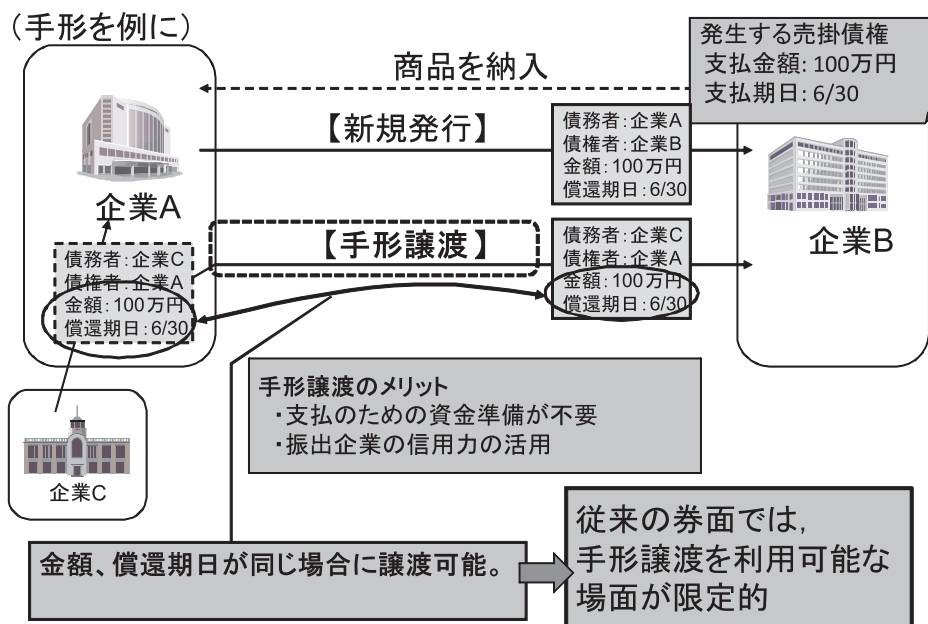 （手形を例に）
発生する売掛債権
支払金額：100万円
支払期日：6/30
商品を納入
【新規発行】
債務者：企業A
債権者：企業B
金額：100万円
償還期日：6/30
企業A
企業B
【手形譲渡】
債務者：企業C
債権者：企業A
金額：100万円
償還期日：6/30
債務者：企業C
債権者：企業A
金額：100万円
償還期日：6/30
手形譲渡のメリット
・支払のための資金準備が不要
・振出企業の信用力の活用
企業C
金額、償還期日が同じ場合に譲渡可能。
従来の券面では，
手形譲渡を利用可能な
場面が限定的